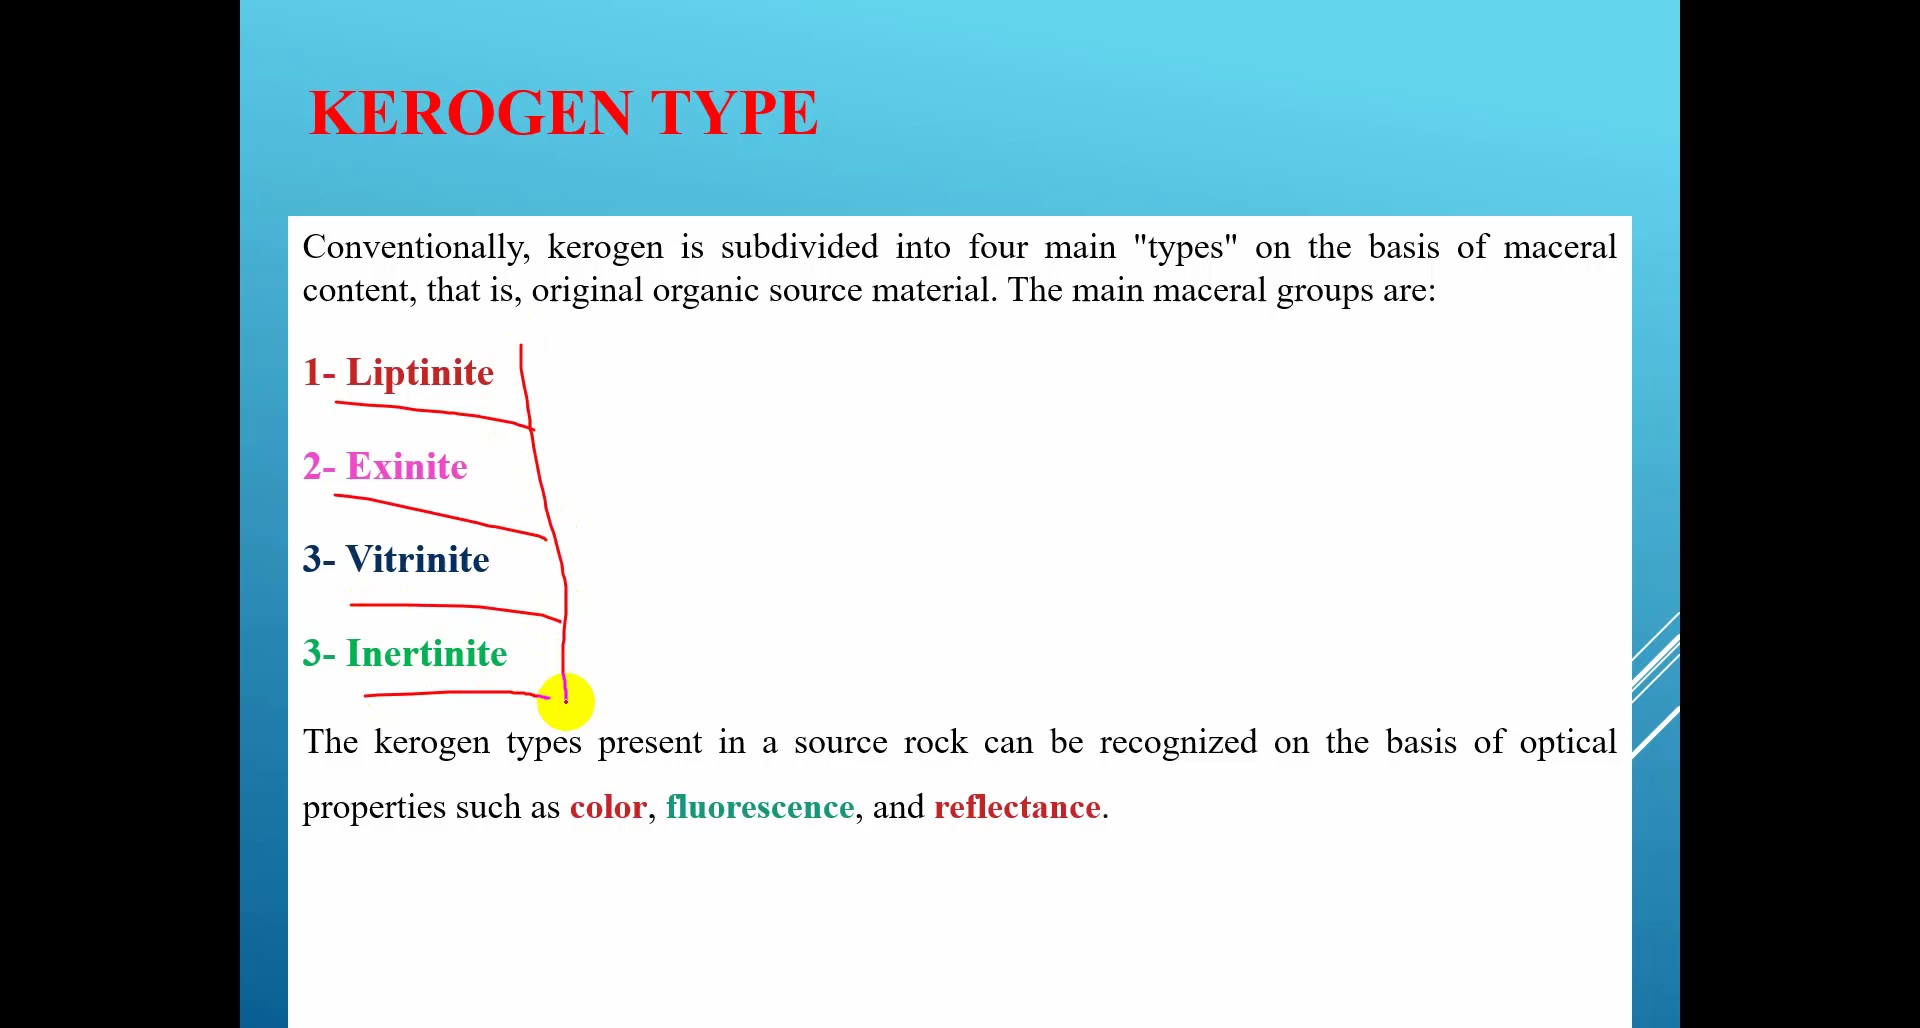 KEROGEN TYPE
Conventionally, kerogen is subdivided into four main "types" on the basis of maceral
content, that is, original organic source material. The main maceral groups are:
1- Liptinite
2- Exinite
3- Vitrinite
3- Inertinite
The kerogen types present in a source rock can be recognized on the basis of optical
properties such as color, fluorescence, and reflectance.